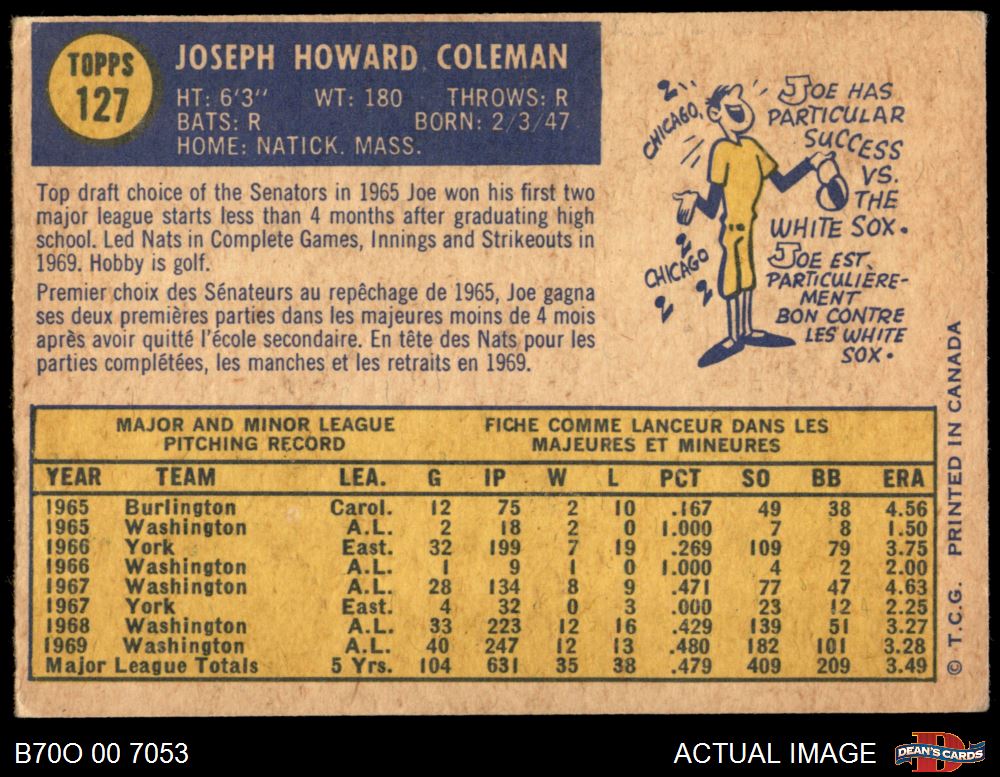 TOPPS
127
JOSEPH HOWARD COLEMAN
HT: 6'3" WT: 180 THROWS: R
BATS: R BORN: 2/3/47
HOME: NATICK. MASS.
Top draft choice of the Senators in 1965 Joe won his first two
major league starts less than 4 months after graduating high
school. Led Nats in Complete Games, Innings and Strikeouts in
1969. Hobby is golf.
Premier choix des Sénateurs au repêchage de 1965, Joe gagna
ses deux premières parties dans les majeures moins de 4 mois
après avoir quitté l'école secondaire. En tête des Nats pour les
parties complétées, les manches et les retraits en 1969.
CHICAGO,
CHICAGO
JOE HAS
PARTICULAR
SUCCESS
VS.
THE
WHITE SOX.
JOE EST,
PARTICULIÈRE-
MENT
BON CONTRE
LES WHITE
SOX.
MAJOR AND MINOR LEAGUE
PITCHING RECORD
FICHE COMME LANCEUR DANS LES
MAJEURES ET MINEURES
YEAR TEAM LEA. G IP W L PCT SO BB ERA
1965 Burlington Carol. 12 75 2 10 .167 49 38 4.56
1965 Washington A.L. 2 18 2 0 1.000 7 8 1.50
1966 York East. 32 199 7 19 .269 109 79 3.75
1966 Washington A.L. 1 9 1 0 1.000 4 2 2.00
1967 Washington A.L. 28 134 8 9 .471 77 47 4.63
1967 York East. 4 32 0 3 .000 23 12 2.25
1968 Washington A.L. 33 223 12 16 .429 139 51 3.27
1969 Washington A.L. 40 247 12 13 .480 182 101 3.28
Major League Totals 5 Yrs. 104 631 35 38 .479 409 209 3.49
© T.C.G. PRINTED IN CANADA
B70O 00 7053
ACTUAL IMAGE
DEAN'S CARDS